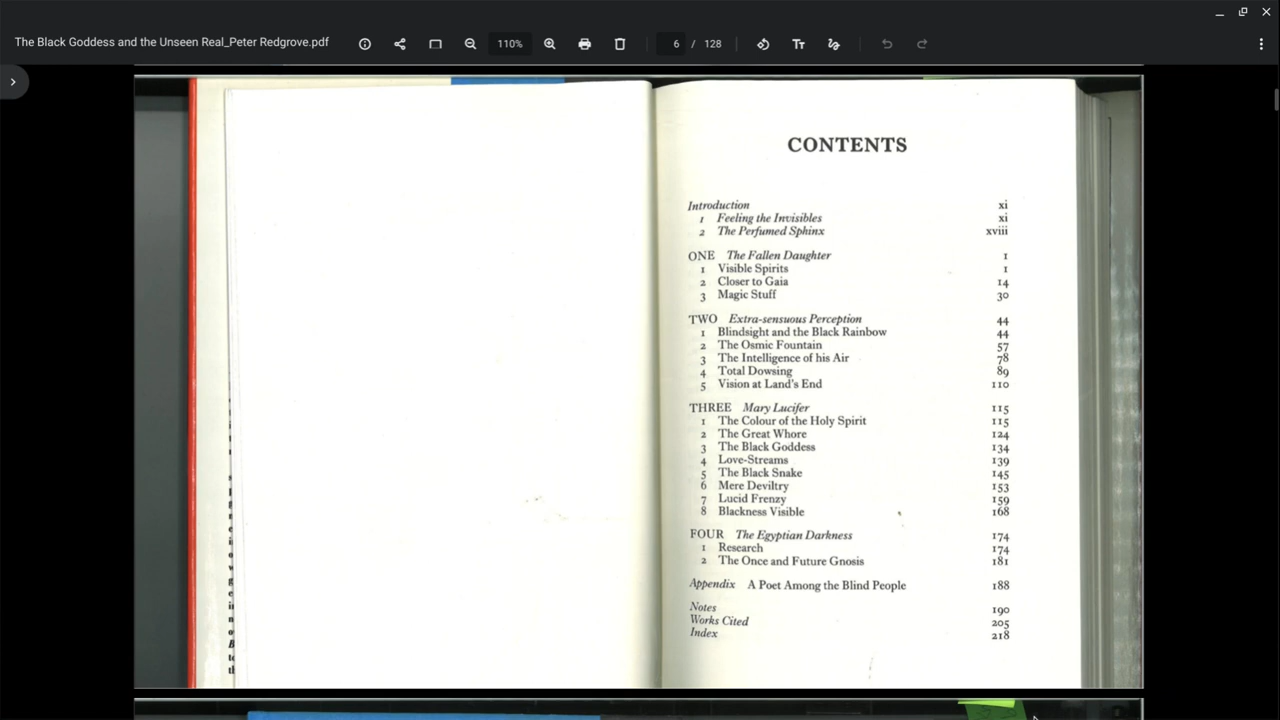 The Black Goddess and the Unseen Real_Peter Redgrove.pdf
110%
6 / 128
CONTENTS
Introduction xi
1 Feeling the Invisibles xi
2 The Perfumed Sphinx xviii
ONE The Fallen Daughter 1
1 Visible Spirits 1
2 Closer to Gaia 14
3 Magic Stuff 30
TWO Extra-sensuous Perception 44
1 Blindsight and the Black Rainbow 44
2 The Osmic Fountain 57
3 The Intelligence of his Air 78
4 Total Dowsing 89
5 Vision at Land's End 110
THREE Mary Lucifer 115
1 The Colour of the Holy Spirit 115
2 The Great Whore 124
3 The Black Goddess 134
4 Love-Streams 139
5 The Black Snake 145
6 Mere Deviltry 153
7 Lucid Frenzy 159
8 Blackness Visible 168
FOUR The Egyptian Darkness 174
1 Research 174
2 The Once and Future Gnosis 181
Appendix A Poet Among the Blind People 188
Notes 190
Works Cited 205
Index 218